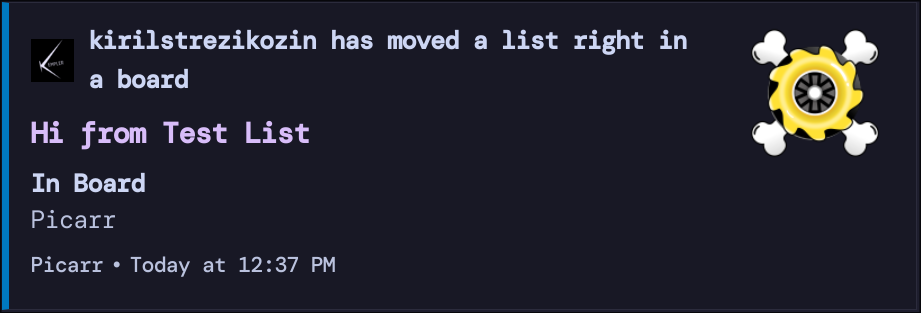 kirilstrezikozin has moved a list right in
a board
Hi from Test List
In Board
Picarr
Picarr • Today at 12:37 PM